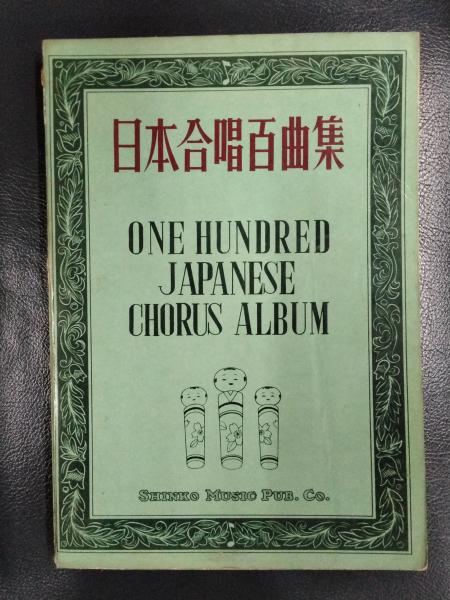 日本合唱百曲集
ONE HUNDRED
JAPANESE
CHORUS ALBUM
SHINKO MUSIC PUB. CO.